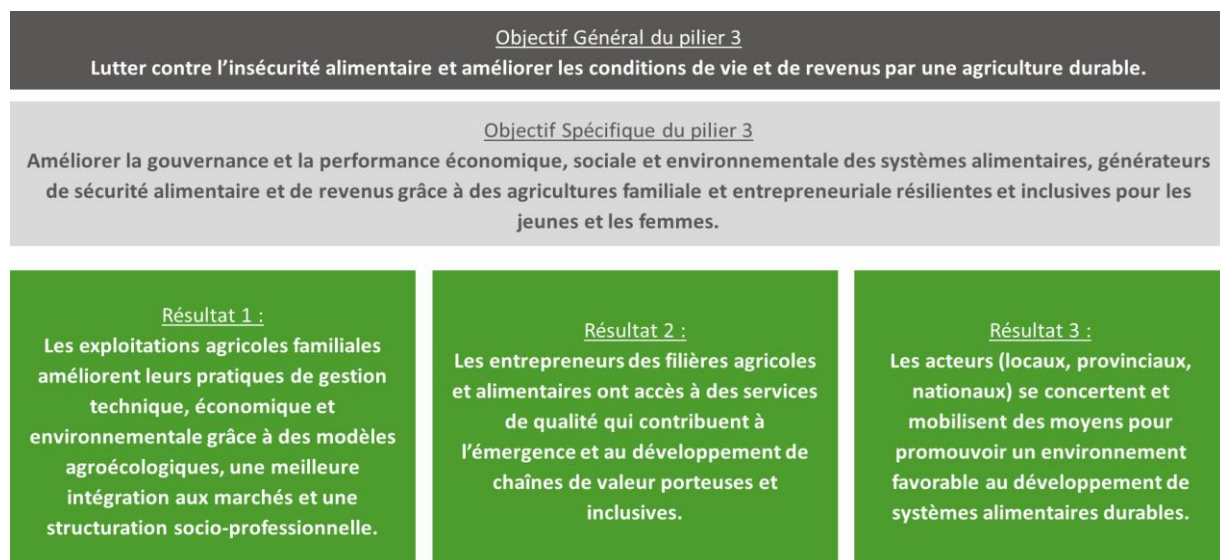 Objectif Général du pilier 3
Lutter contre l'insécurité alimentaire et améliorer les conditions de vie et de revenus par une agriculture durable.
Objectif Spécifique du pilier 3
Améliorer la gouvernance et la performance économique, sociale et environnementale des systèmes alimentaires, générateurs
de sécurité alimentaire et de revenus grâce à des agricultures familiale et entrepreneuriale résilientes et inclusives pour les
jeunes et les femmes.
Résultat 1 :
Les exploitations agricoles familiales
améliorent leurs pratiques de gestion
technique, économique et
environnementale grâce à des modèles
agroécologiques, une meilleure
intégration aux marchés et une
structuration socio-professionnelle.
Résultat 2 :
Les entrepreneurs des filières agricoles
et alimentaires ont accès à des services
de qualité qui contribuent à
l'émergence et au développement de
chaînes de valeur porteuses et
inclusives.
Résultat 3 :
Les acteurs (locaux, provinciaux,
nationaux) se concertent et
mobilisent des moyens pour
promouvoir un environnement
favorable au développement de
systèmes alimentaires durables.